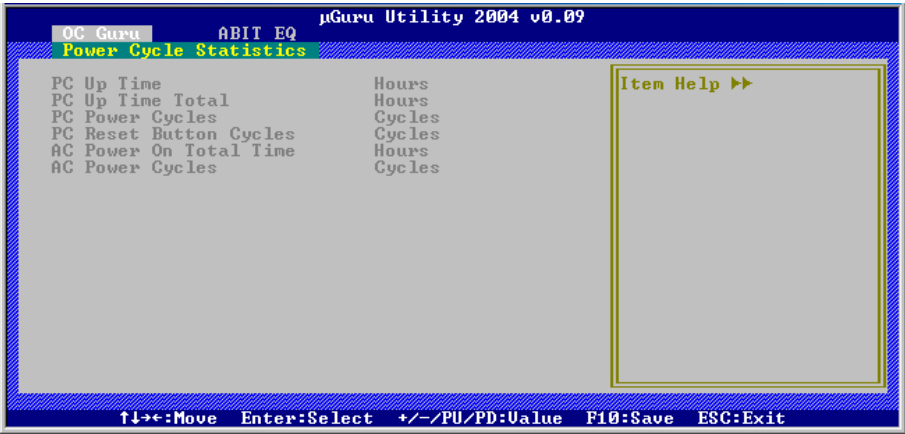 μGuru Utility 2004 v0.09
OC Guru ABIT EQ
Power Cycle Statistics
PC Up Time Hours
PC Up Time Total Hours
PC Power Cycles Cycles
PC Reset Button Cycles Cycles
AC Power On Total Time Hours
AC Power Cycles Cycles
Item Help ▶▶
↑↓→←:Move Enter:Select +/-/PU/PD:Value F10:Save ESC:Exit